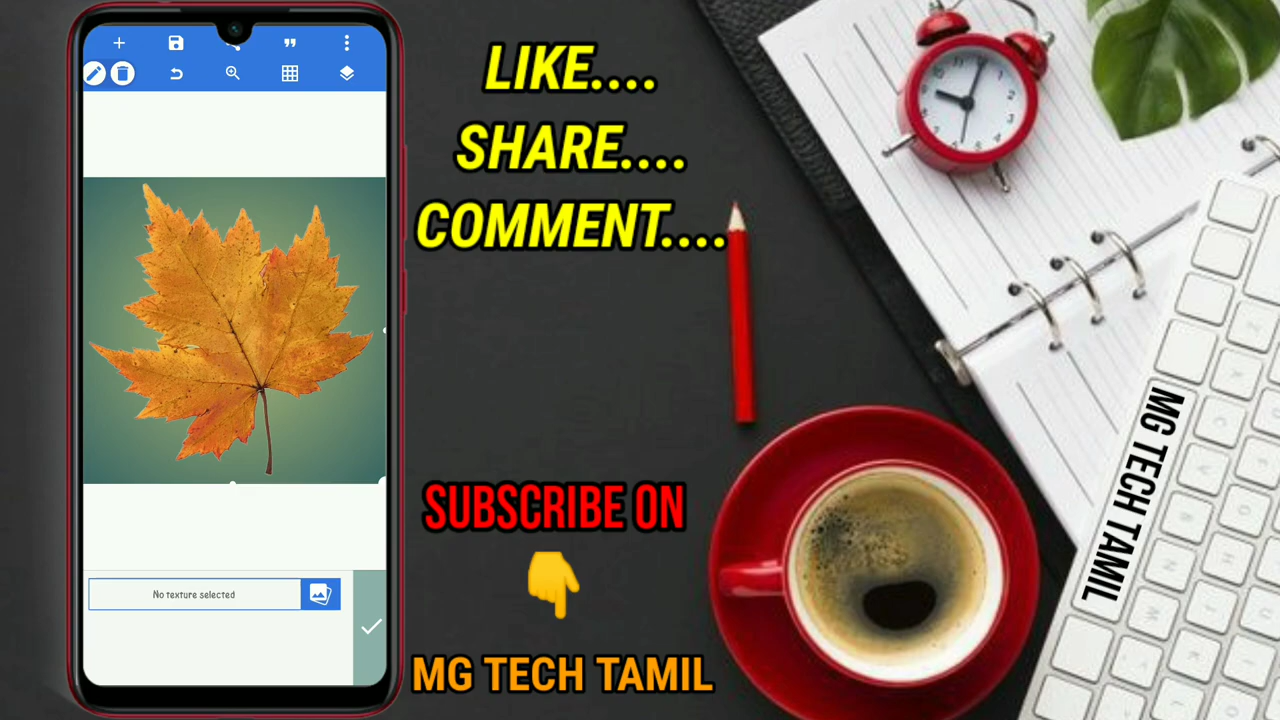 LIKE....
SHARE....
COMMENT....
No texture selected
SUBSCRIBE ON
MG TECH TAMIL
MG TECH TAMIL